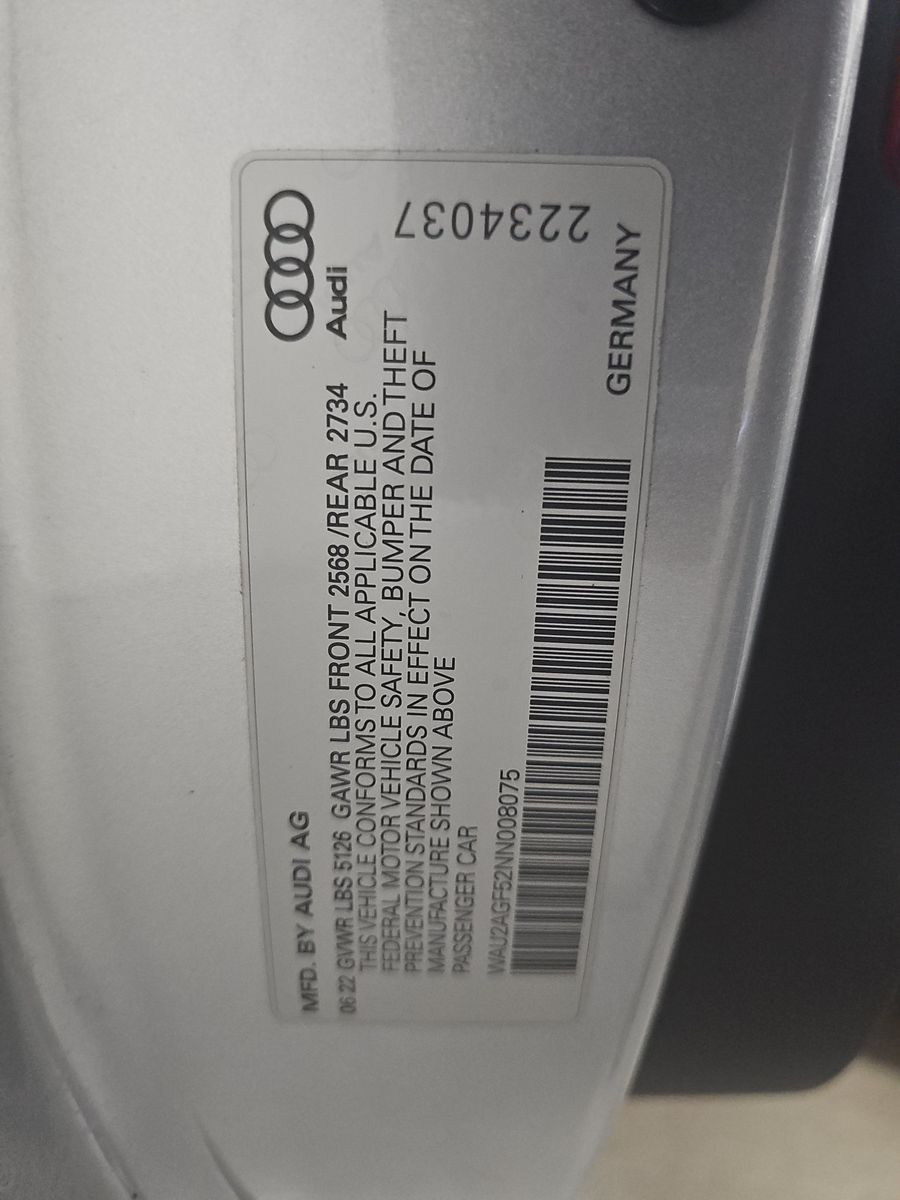 MFD. BY AUDI AG
Audi
06 22 GVWR LBS 5126 GAWR LBS FRONT 2568 /REAR 2734
THIS VEHICLE CONFORMS TO ALL APPLICABLE U.S.
FEDERAL MOTOR VEHICLE SAFETY, BUMPER AND THEFT
PREVENTION STANDARDS IN EFFECT ON THE DATE OF
MANUFACTURE SHOWN ABOVE
PASSENGER CAR
WAU2AGF52NN008075
GERMANY
2234037